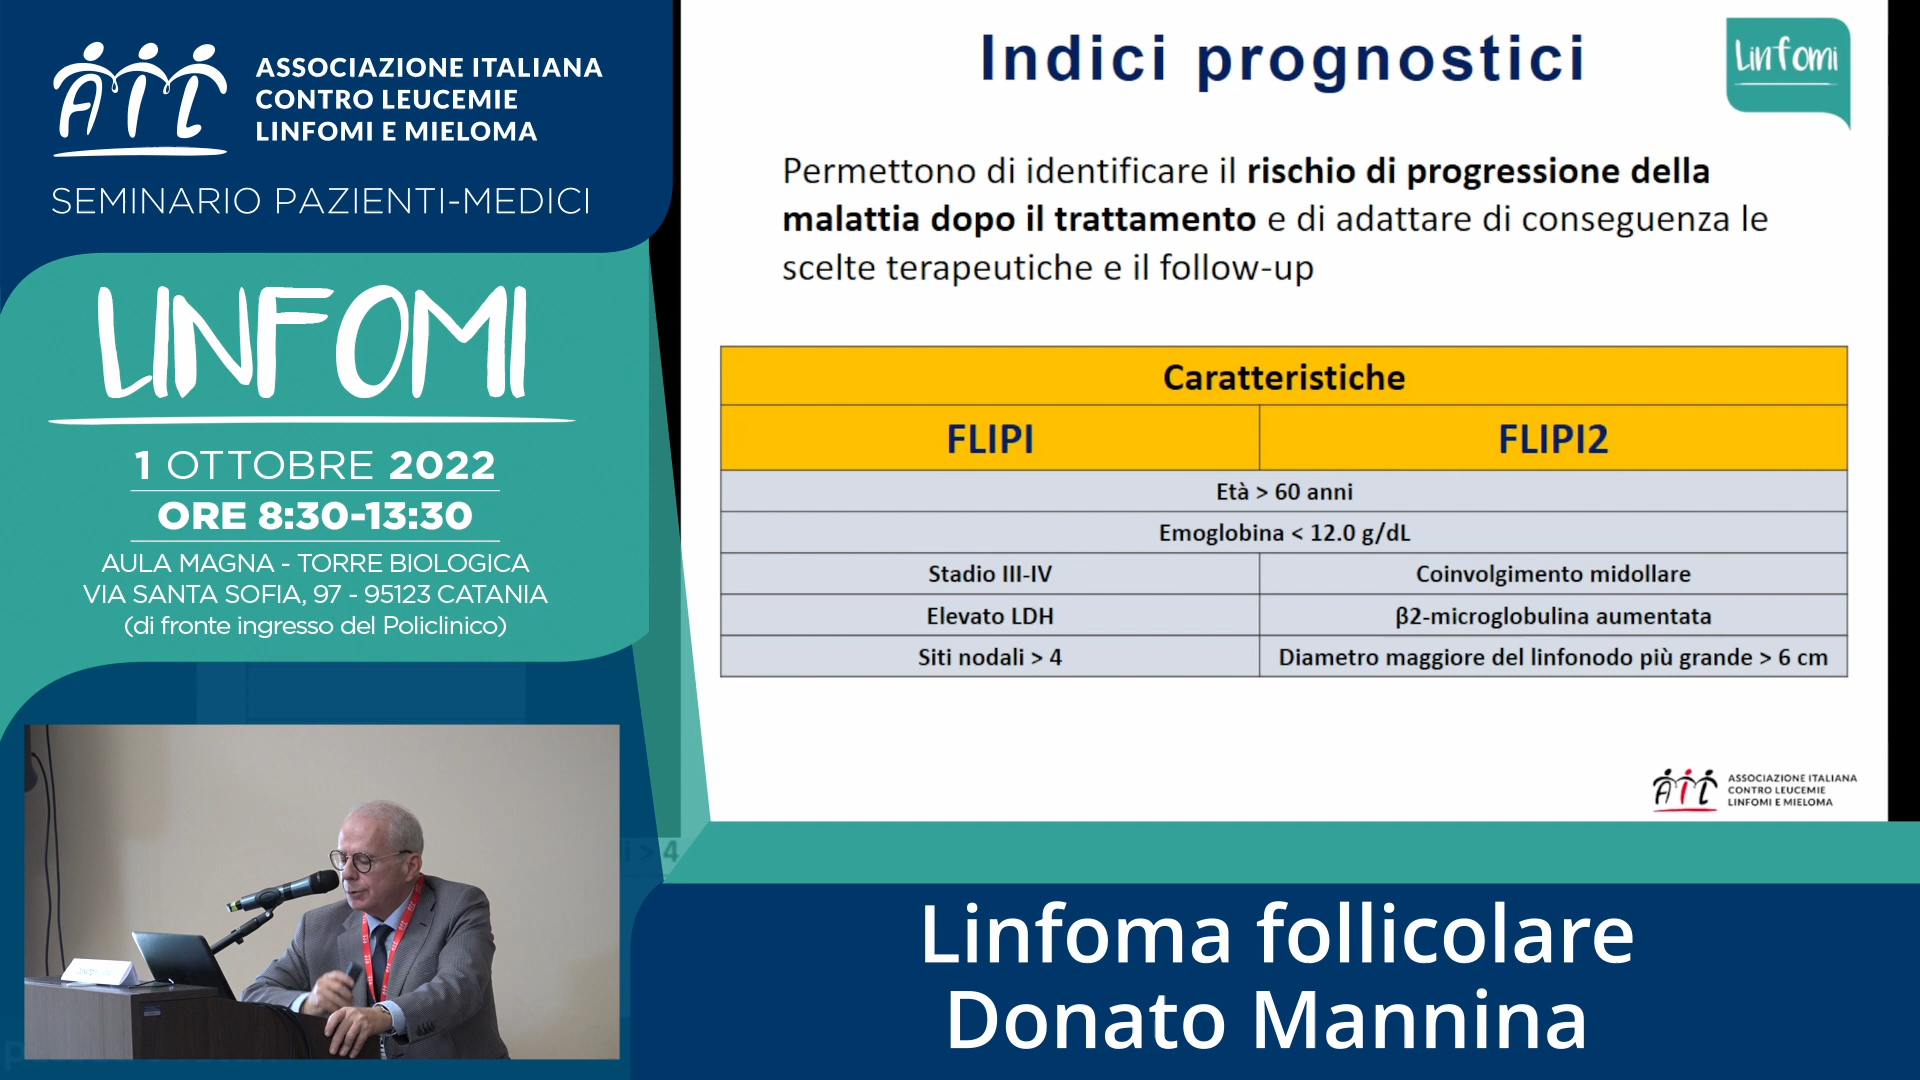 AIL
ASSOCIAZIONE ITALIANA
CONTRO LEUCEMIE
LINFOMI E MIELOMA
SEMINARIO PAZIENTI-MEDICI
LINFOMI
1 OTTOBRE 2022
ORE 8:30-13:30
AULA MAGNA - TORRE BIOLOGICA
VIA SANTA SOFIA, 97 - 95123 CATANIA
(di fronte ingresso del Policlinico)
Indici prognostici
Linfomi
Permettono di identificare il rischio di progressione della
malattia dopo il trattamento e di adattare di conseguenza le
scelte terapeutiche e il follow-up
Caratteristiche
FLIPI FLIPI2
Età > 60 anni
Emoglobina < 12.0 g/dL
Stadio III-IV Coinvolgimento midollare
Elevato LDH β2-microglobulina aumentata
Siti nodali > 4 Diametro maggiore del linfonodo più grande > 6 cm
AIL
ASSOCIAZIONE ITALIANA
CONTRO LEUCEMIE
LINFOMI E MIELOMA
i > 4
Linfoma follicolare
Donato Mannina